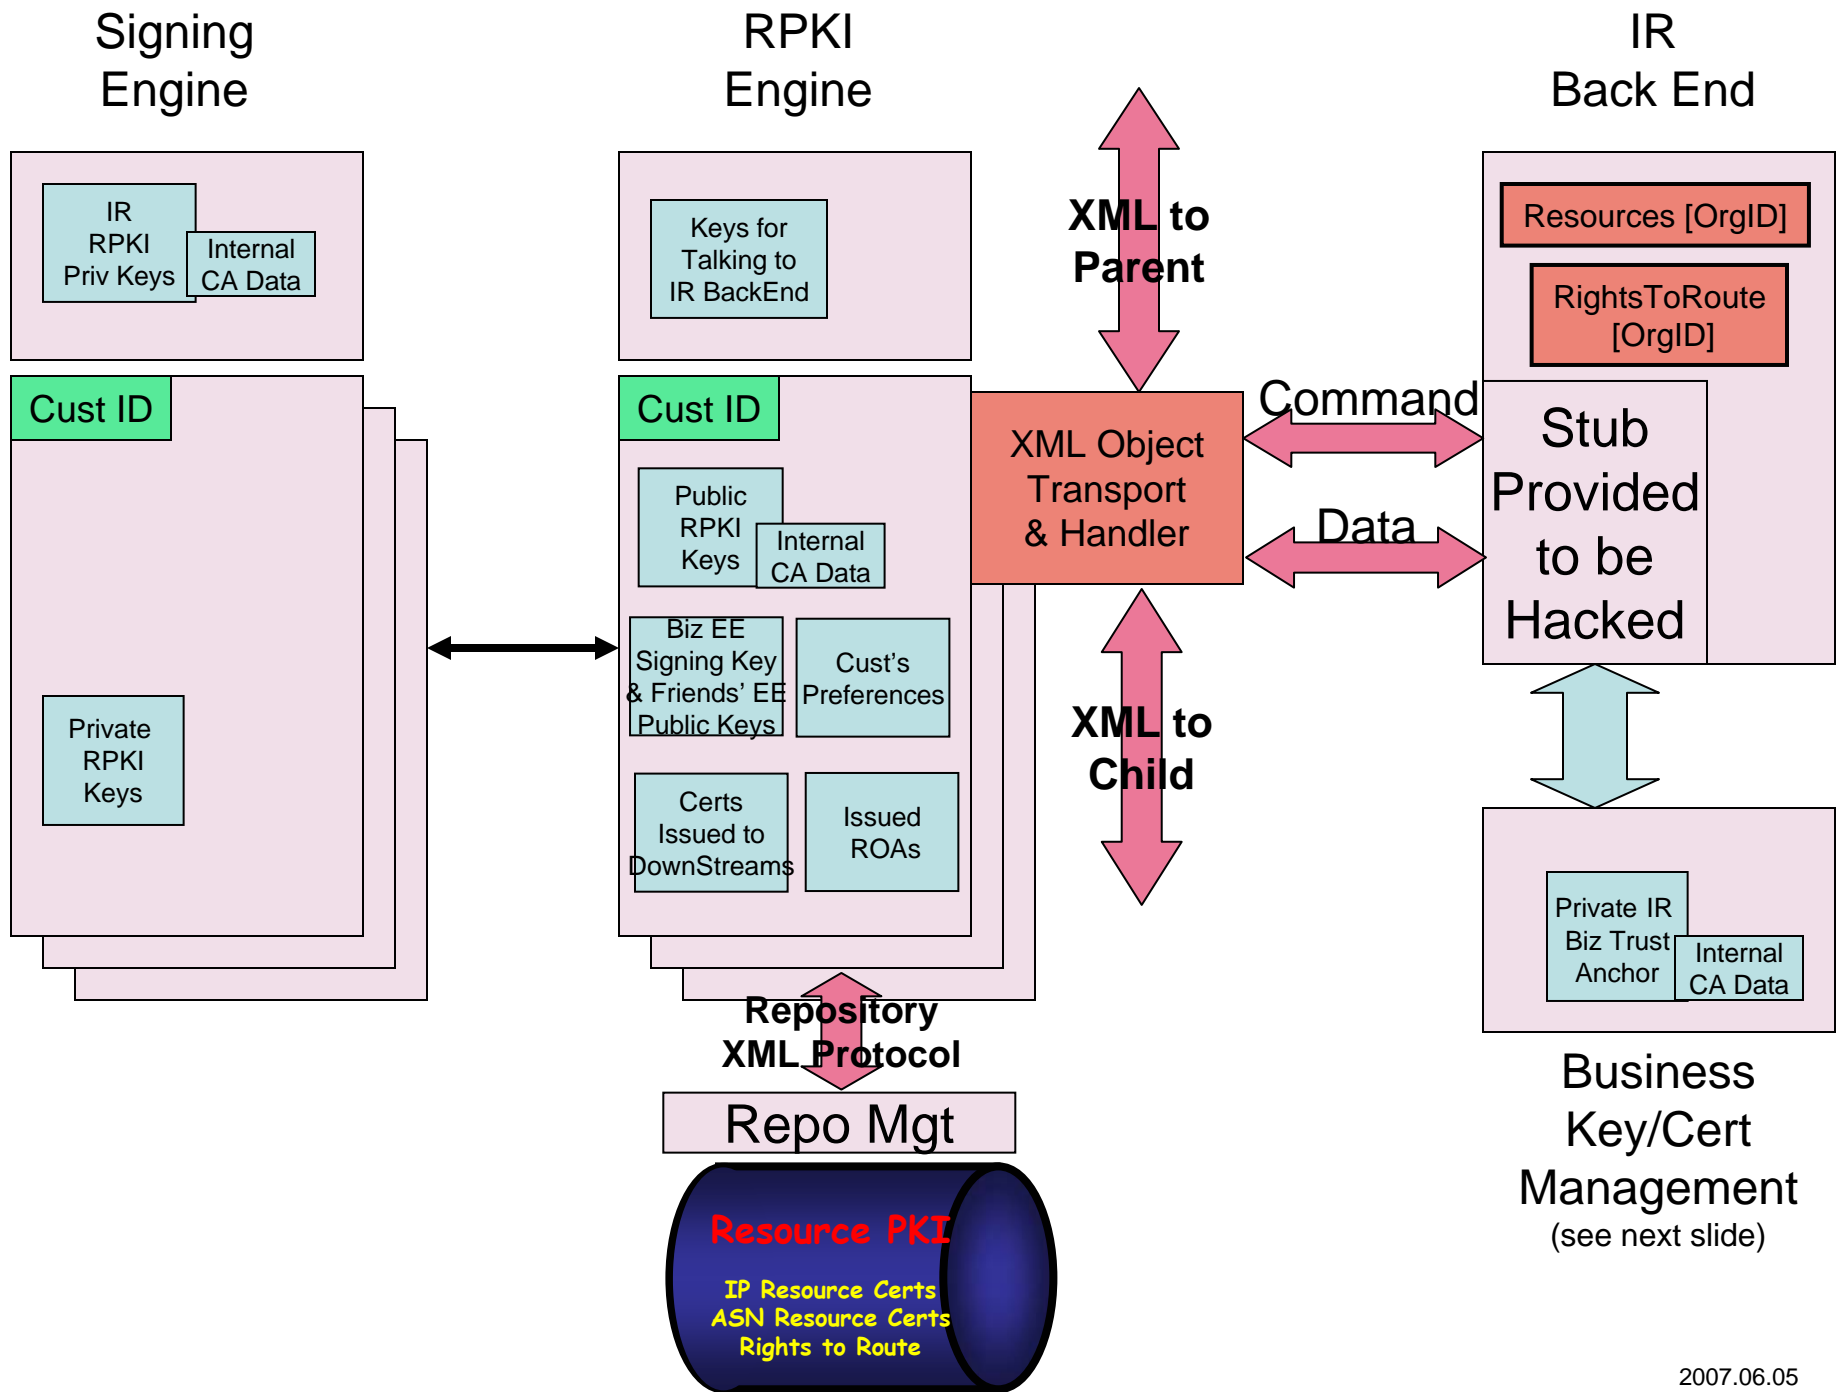 Signing
Engine
RPKI
Engine
IR
Back End
IR
RPKI
Priv Keys
Internal
CA Data
Keys for
Talking to
IR BackEnd
XML to
Parent
Resources [OrgID]
RightsToRoute
[OrgID]
Cust ID
Private
RPKI
Keys
Cust ID
Public
RPKI
Keys
Internal
CA Data
Biz EE
Signing Key
& Friends' EE
Public Keys
Cust's
Preferences
Certs
Issued to
DownStreams
Issued
ROAs
XML Object
Transport
& Handler
Command
Data
Stub
Provided
to be
Hacked
XML to
Child
Private IR
Biz Trust
Anchor
Internal
CA Data
Business
Key/Cert
Management
(see next slide)
Repository
XML Protocol
Repo Mgt
Resource PKI
IP Resource Certs
ASN Resource Certs
Rights to Route
2007.06.05